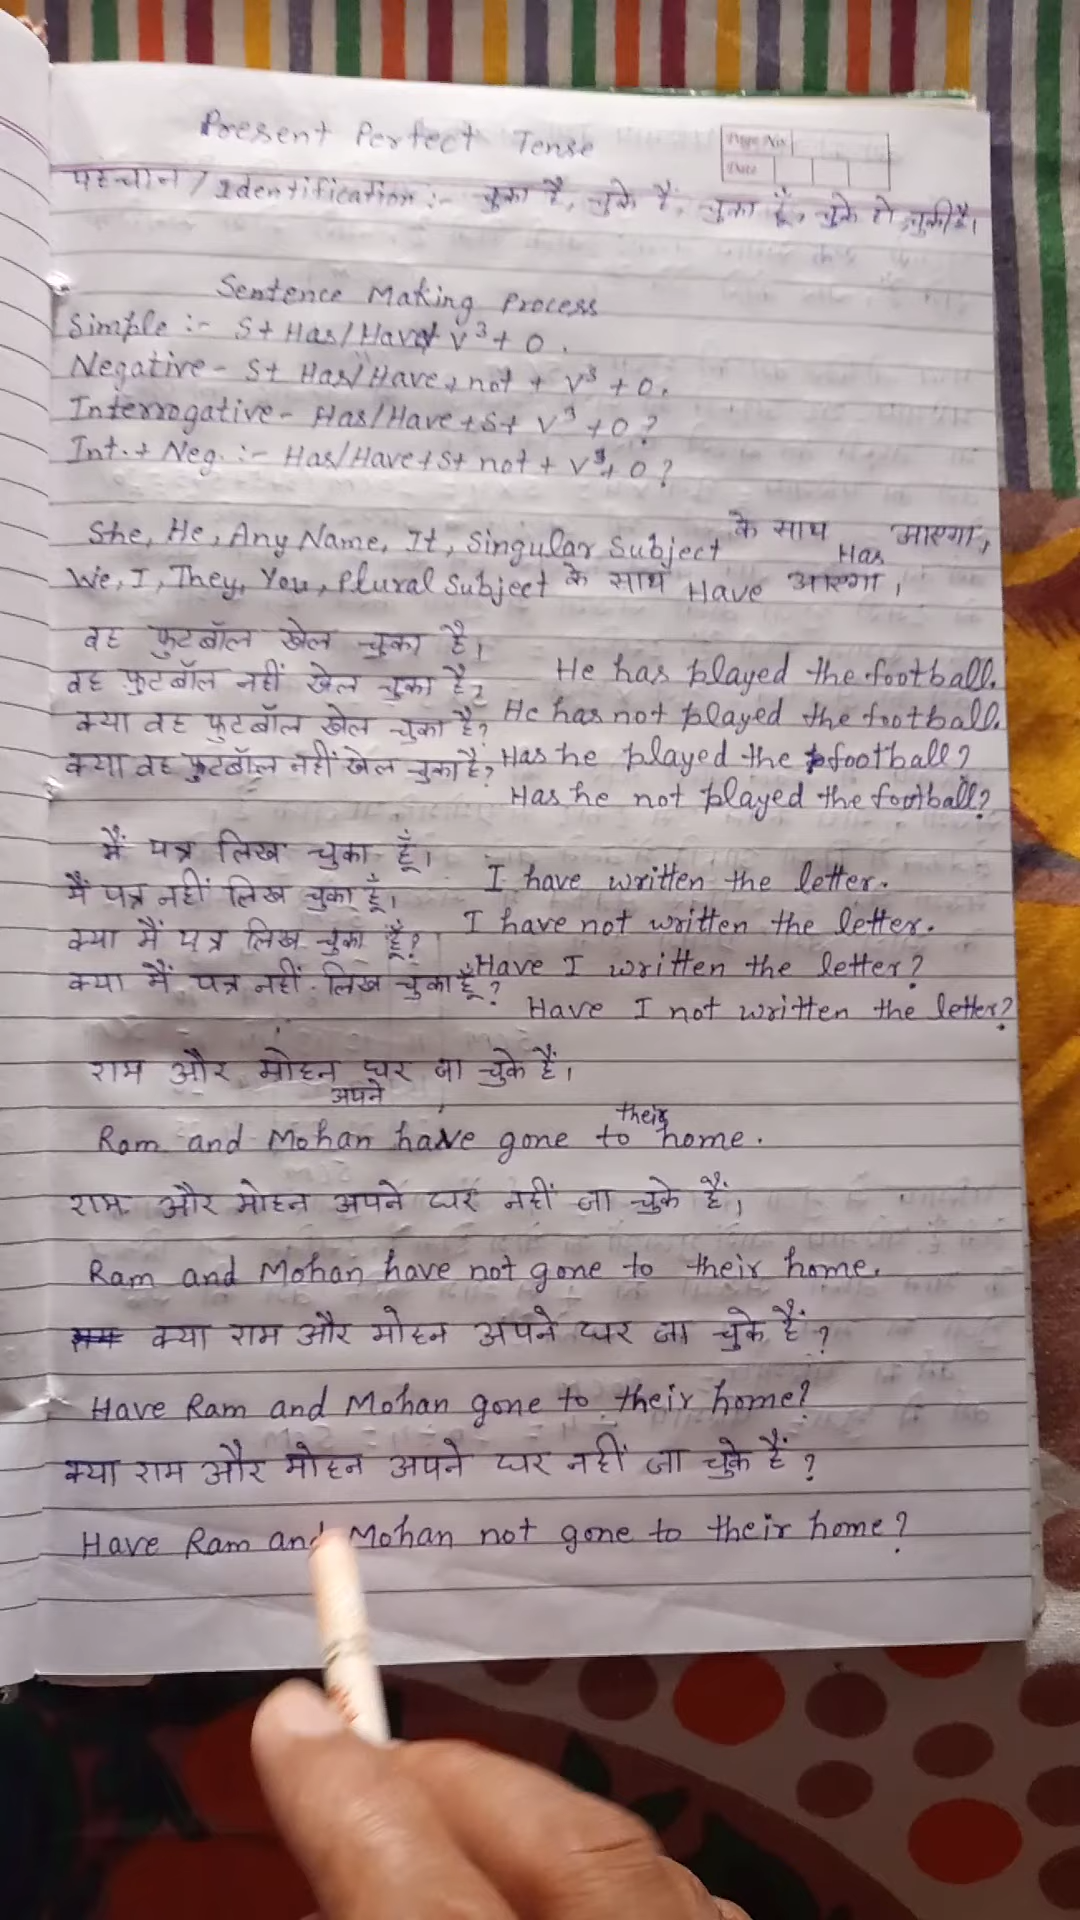 Present Perfect Tense
Page No.
Date
पहचान / Identification :- चुका है, चुके हैं, चुका हूँ, चुके हो, चुकी है।
Sentence Making Process
Simple :- S+ Has/Have+ V3 + O.
Negative - S+ Has/Have + not + V3 + O.
Interrogative - Has/Have + S + V3 + O?
Int. + Neg. :- Has/Have + S + not + V3 + O?
She, He, Any Name, It, Singular Subject के साथ Has आएगा,
We, I, They, You, Plural Subject के साथ Have आएगा।
वह फुटबॉल खेल चुका है।
He has played the football.
वह फुटबॉल नहीं खेल चुका है?
He has not played the football.
क्या वह फुटबॉल खेल चुका है?
Has he played the football?
क्या वह फुटबॉल नहीं खेल चुका है?
Has he not played the football?
मैं पत्र लिख चुका हूँ।
I have written the letter.
मैं पत्र नहीं लिख चुका हूँ।
I have not written the letter.
क्या मैं पत्र लिख चुका हूँ?
Have I written the letter?
क्या मैं पत्र नहीं लिख चुका हूँ?
Have I not written the letter?
राम और मोहन अपने घर जा चुके हैं।
Ram and Mohan have gone to their home.
राम और मोहन अपने घर नहीं जा चुके हैं।
Ram and Mohan have not gone to their home.
क्या राम और मोहन अपने घर जा चुके हैं?
Have Ram and Mohan gone to their home?
क्या राम और मोहन अपने घर नहीं जा चुके हैं?
Have Ram and Mohan not gone to their home?